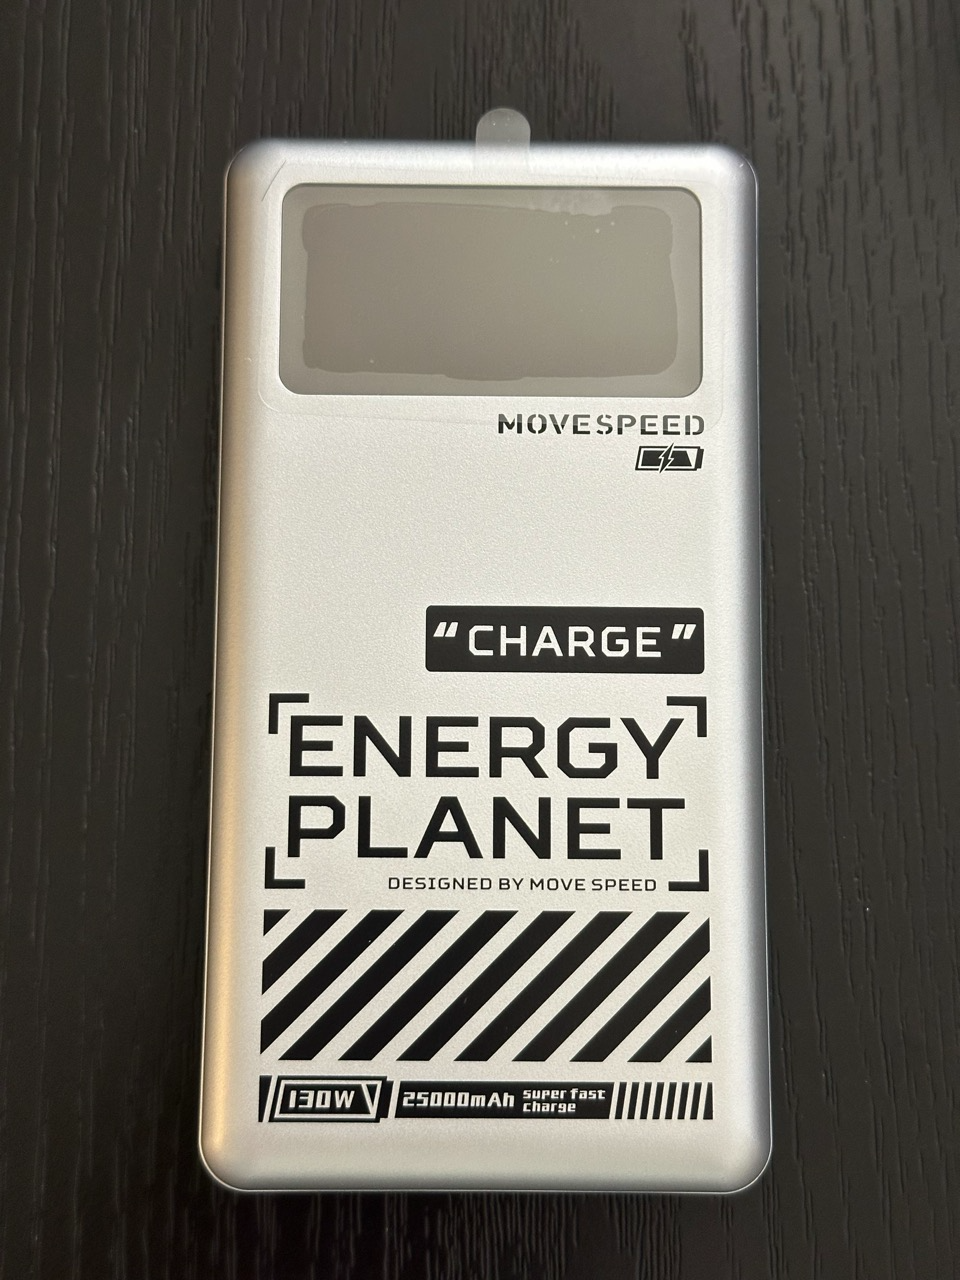 MOVESPEED
“CHARGE”
ENERGY
PLANET
DESIGNED BY MOVE SPEED
130W 25000mAh super fast
charge